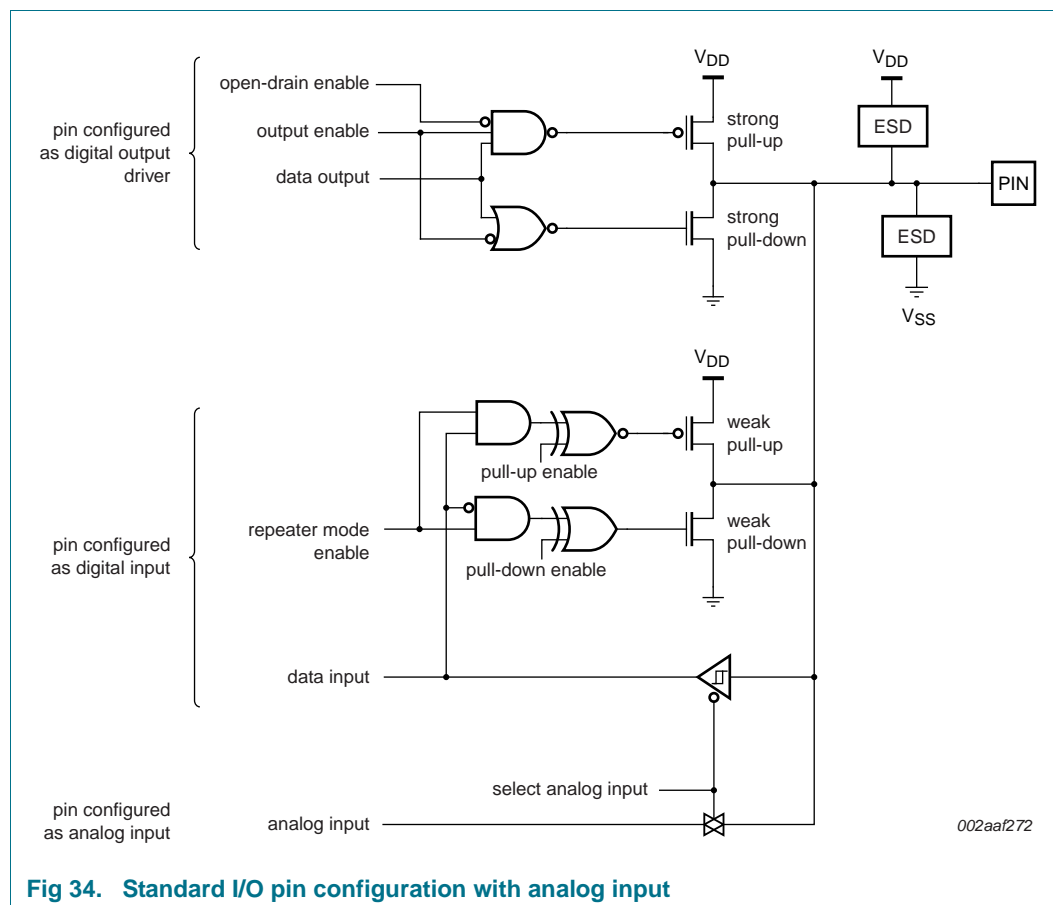 open-drain enable
output enable
data output
pin configured
as digital output
driver
VDD
strong
pull-up
strong
pull-down
VDD
ESD
PIN
ESD
VSS
VDD
weak
pull-up
pull-up enable
repeater mode
enable
pull-down enable
weak
pull-down
pin configured
as digital input
data input
select analog input
pin configured
as analog input
analog input
002aaf272
Fig 34. Standard I/O pin configuration with analog input